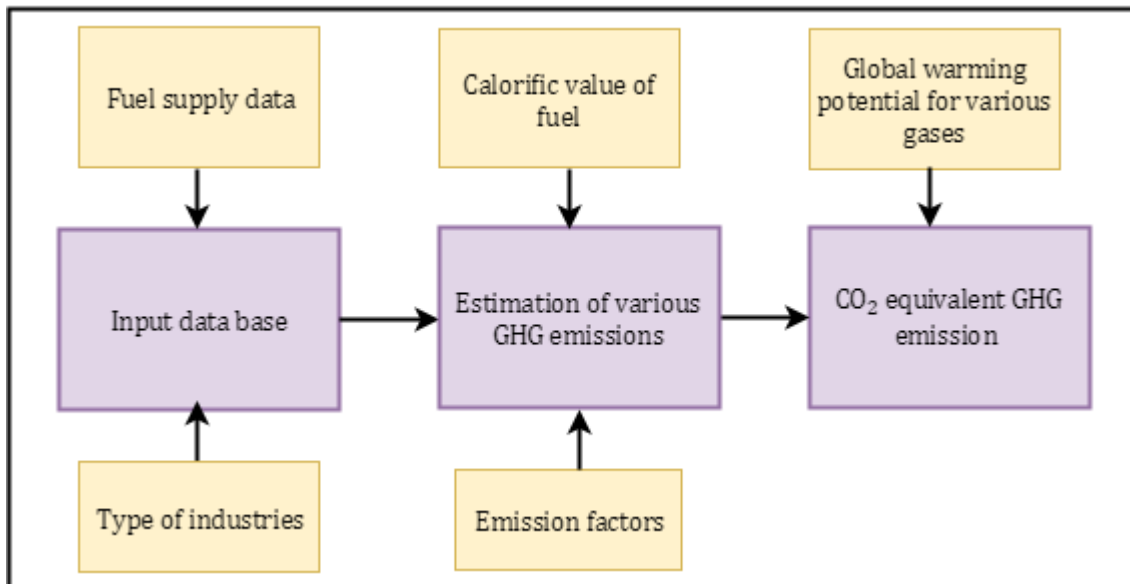 Fuel supply data
Calorific value of
fuel
Global warming
potential for various
gases
Input data base
Estimation of various
GHG emissions
CO₂ equivalent GHG
emission
Type of industries
Emission factors